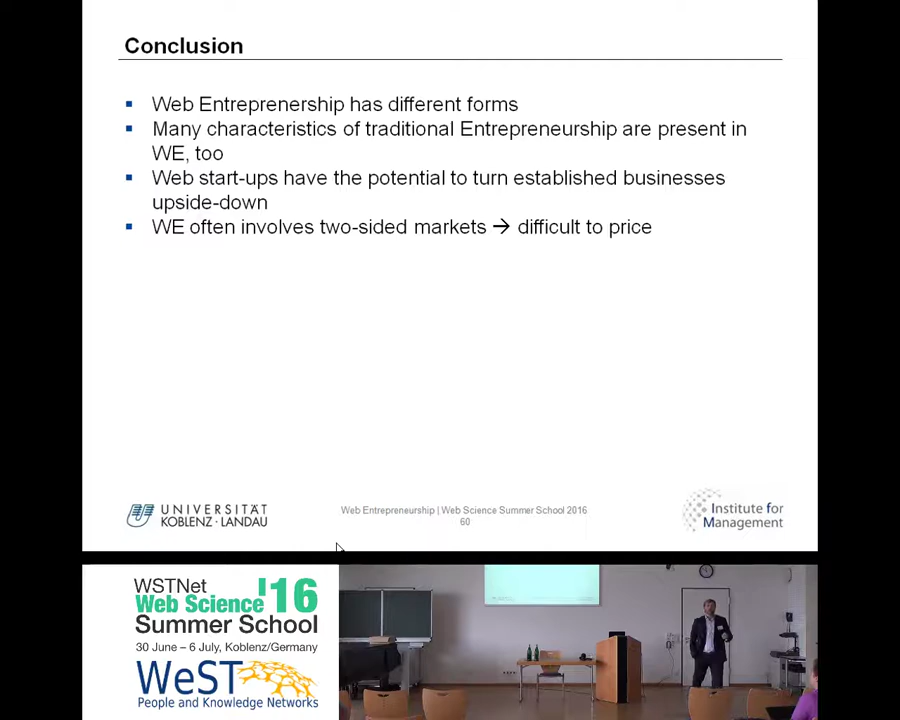 Conclusion
Web Entreprenership has different forms
Many characteristics of traditional Entrepreneurship are present in
WE, too
Web start-ups have the potential to turn established businesses
upside-down
WE often involves two-sided markets → difficult to price
UNIVERSITÄT
KOBLENZ · LANDAU
Web Entrepreneurship | Web Science Summer School 2016
60
Institute for
Management
WSTNet
Web Science '16
Summer School
30 June – 6 July, Koblenz/Germany
WeST
People and Knowledge Networks